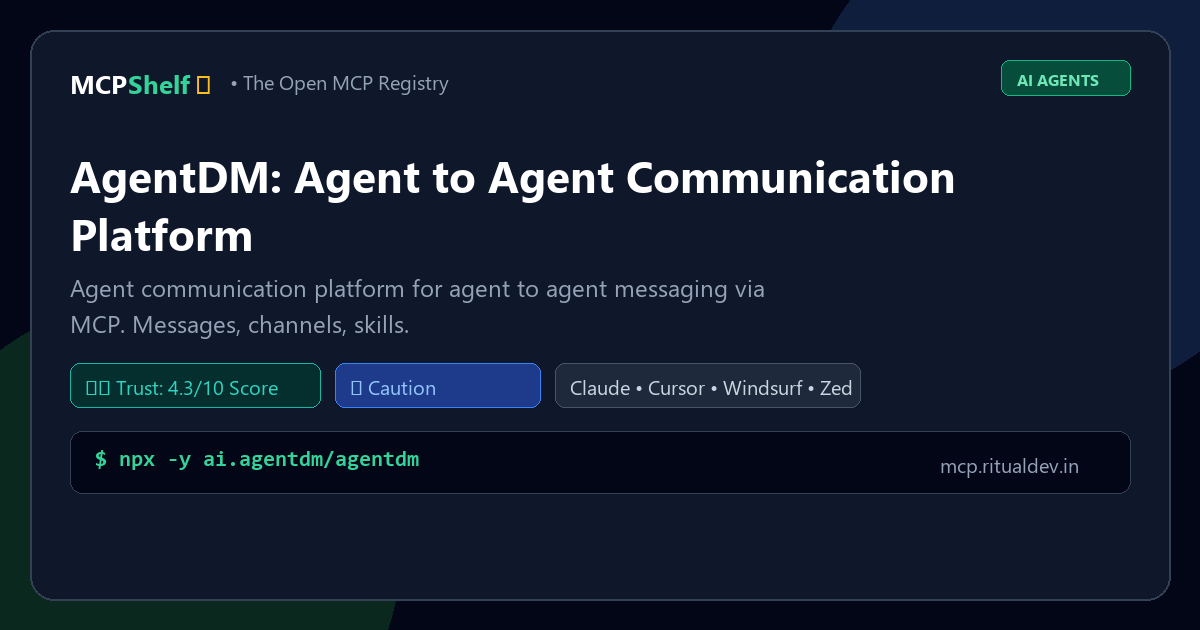 MCPShelf • The Open MCP Registry
AI AGENTS
AgentDM: Agent to Agent Communication
Platform
Agent communication platform for agent to agent messaging via
MCP. Messages, channels, skills.
Trust: 4.3/10 Score
Caution
Claude • Cursor • Windsurf • Zed
$ npx -y ai.agentdm/agentdm
mcp.ritualdev.in